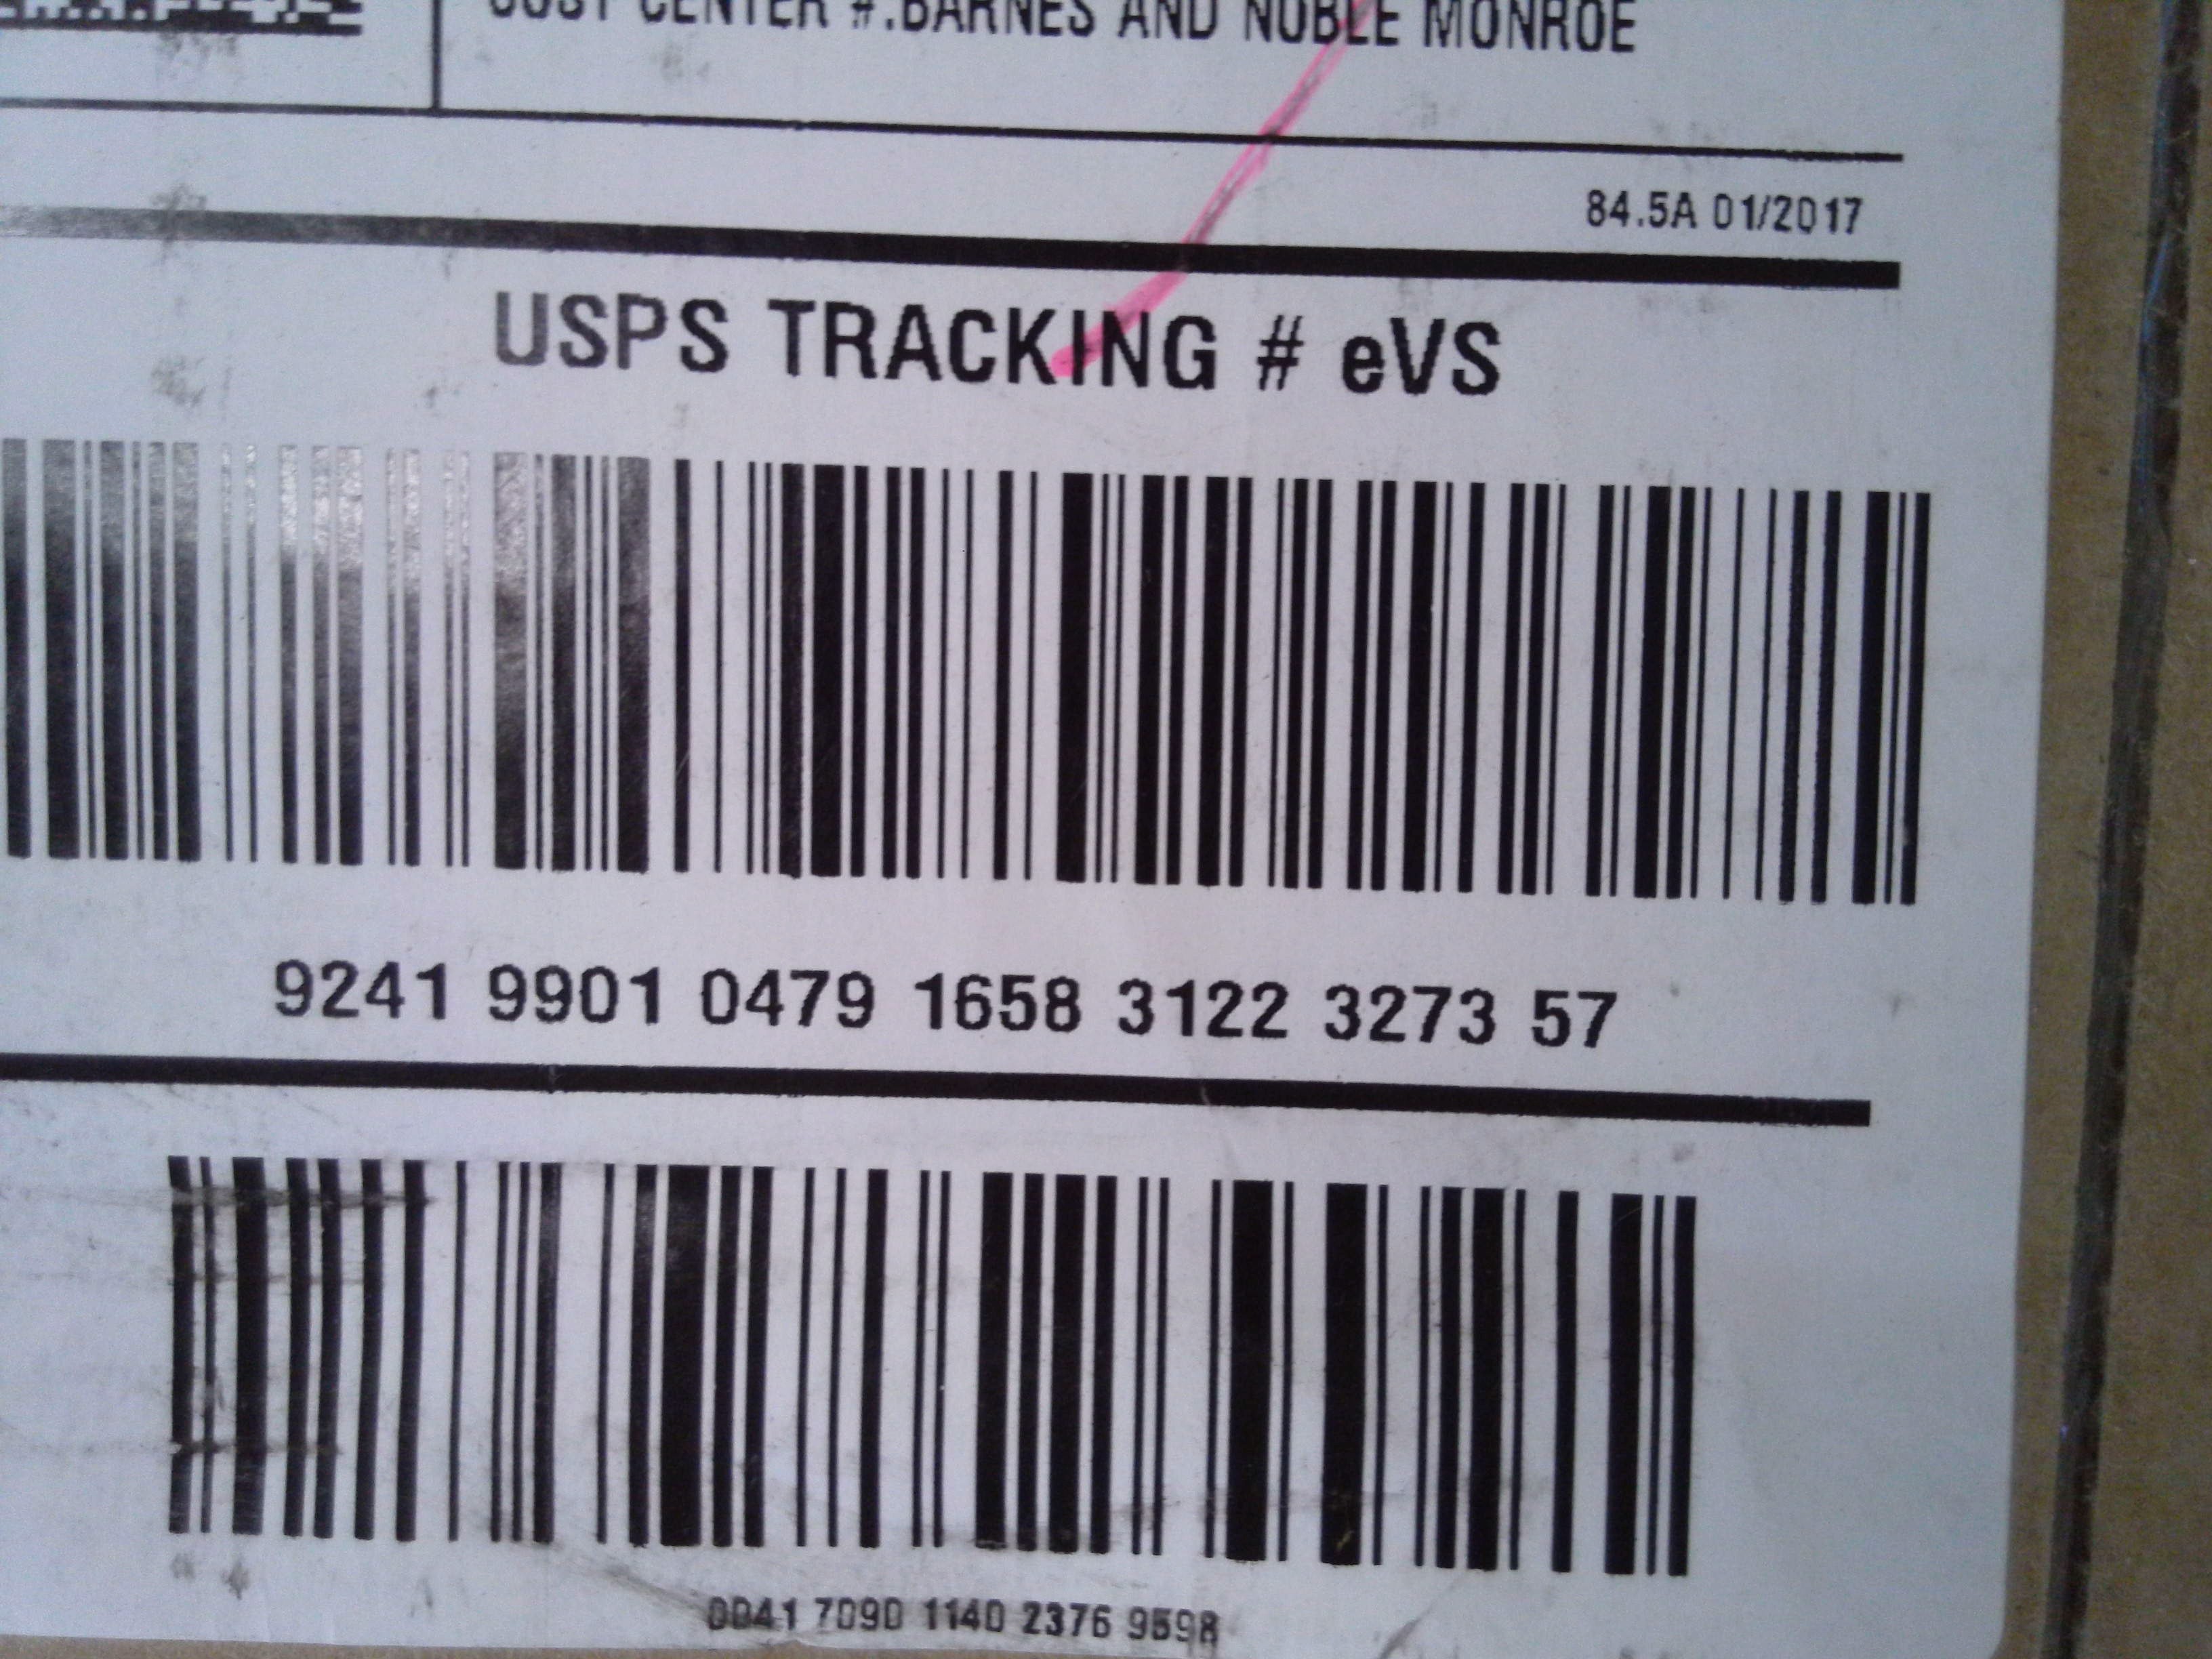 COST CENTER #.BARNES AND NOBLE MONROE
84.5A 01/2017
USPS TRACKING # eVS
9241 9901 0479 1658 3122 3273 57
0041 7090 1140 2376 9598